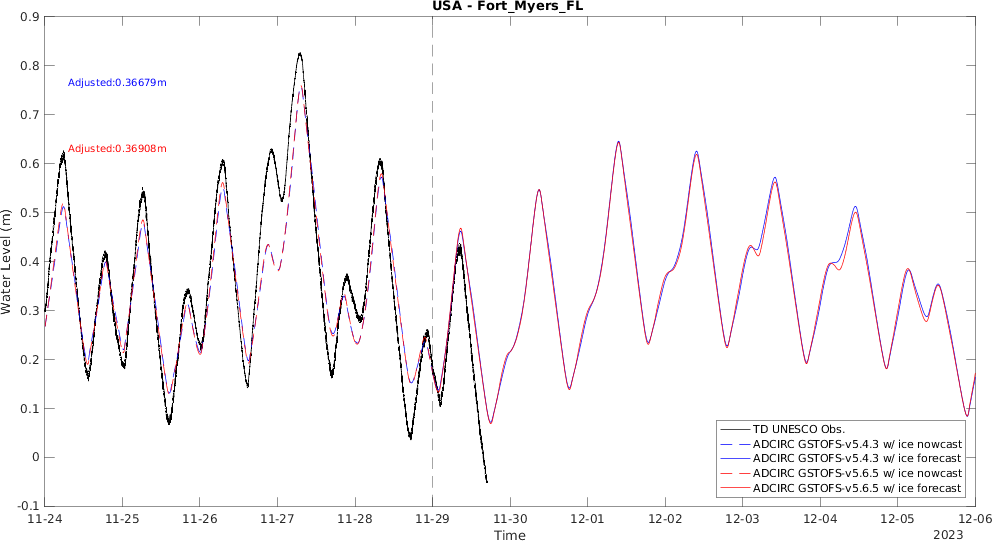 USA - Fort_Myers_FL
0.9
0.8
0.7
0.6
0.5
0.4
0.3
0.2
0.1
0
-0.1
Water Level (m)
Adjusted:0.36679m
Adjusted:0.36908m
TD UNESCO Obs.
ADCIRC GSTOFS-v5.4.3 w/ ice nowcast
ADCIRC GSTOFS-v5.4.3 w/ ice forecast
ADCIRC GSTOFS-v5.6.5 w/ ice nowcast
ADCIRC GSTOFS-v5.6.5 w/ ice forecast
11-24 11-25 11-26 11-27 11-28 11-29 11-30 12-01 12-02 12-03 12-04 12-05 12-06
Time
2023